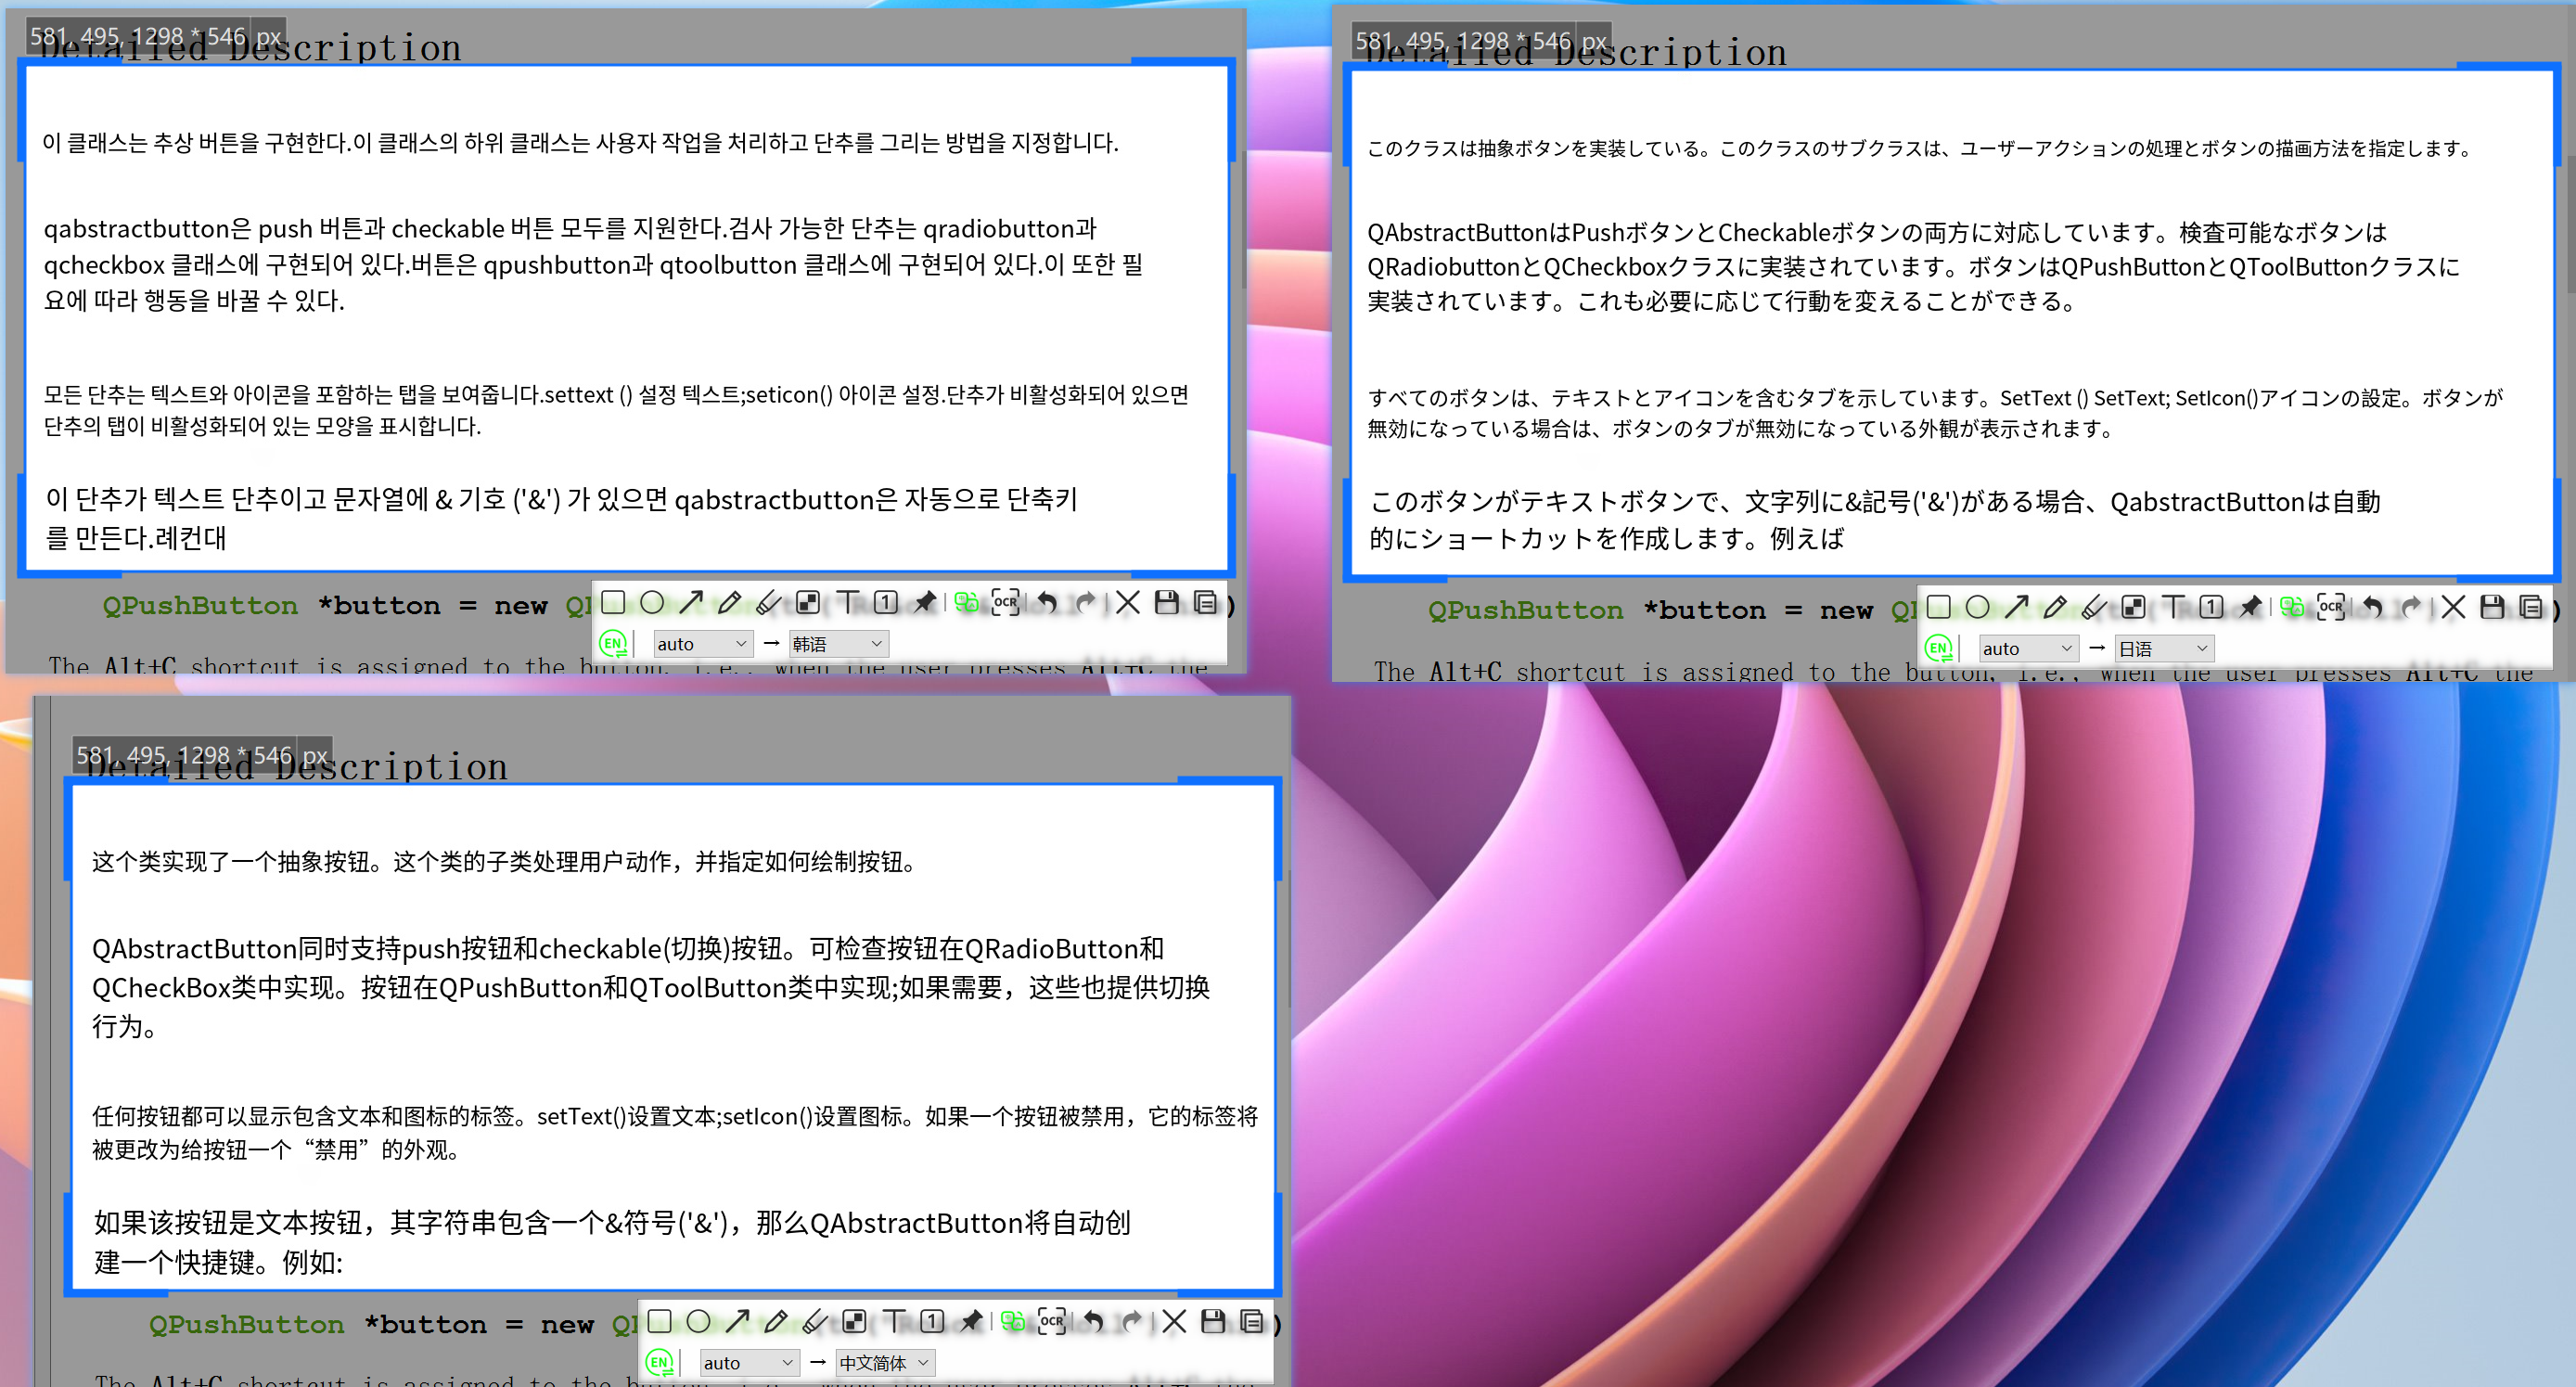 581, 495, 1298 * 546 px
Detailed Description
이 클래스는 추상 버튼을 구현한다.이 클래스의 하위 클래스는 사용자 작업을 처리하고 단추를 그리는 방법을 지정합니다.
qabstractbutton은 push 버튼과 checkable 버튼 모두를 지원한다.검사 가능한 단추는 qradiobutton과
qcheckbox 클래스에 구현되어 있다.버튼은 qpushbutton과 qtoolbutton 클래스에 구현되어 있다.이 또한 필
요에 따라 행동을 바꿀 수 있다.
모든 단추는 텍스트와 아이콘을 포함하는 탭을 보여줍니다.settext () 설정 텍스트;seticon() 아이콘 설정.단추가 비활성화되어 있으면
단추의 탭이 비활성화되어 있는 모양을 표시합니다.
이 단추가 텍스트 단추이고 문자열에 & 기호 ('&') 가 있으면 qabstractbutton은 자동으로 단축키
를 만든다.례컨대
QPushButton *button = new
1
OCR
EN auto → 韩语
The Alt+C shortcut is assigned to the button, i.e., when the user presses Alt+C the
581, 495, 1298 * 546 px
Detailed Description
このクラスは抽象ボタンを実装している。このクラスのサブクラスは、ユーザーアクションの処理とボタンの描画方法を指定します。
QAbstractButtonはPushボタンとCheckableボタンの両方に対応しています。検査可能なボタンは
QRadiobuttonとQCheckboxクラスに実装されています。ボタンはQPushButtonとQToolButtonクラスに
実装されています。これも必要に応じて行動を変えることができる。
すべてのボタンは、テキストとアイコンを含むタブを示しています。SetText () SetText; SetIcon()アイコンの設定。ボタンが
無効になっている場合は、ボタンのタブが無効になっている外観が表示されます。
このボタンがテキストボタンで、文字列に&記号('&')がある場合、QabstractButtonは自動
的にショートカットを作成します。例えば
QPushButton *button = new
1
OCR
EN auto → 日语
The Alt+C shortcut is assigned to the button, i.e., when the user presses Alt+C the
581, 495, 1298 * 546 px
Detailed Description
这个类实现了一个抽象按钮。这个类的子类处理用户动作，并指定如何绘制按钮。
QAbstractButton同时支持push按钮和checkable(切换)按钮。可检查按钮在QRadioButton和
QCheckBox类中实现。按钮在QPushButton和QToolButton类中实现;如果需要，这些也提供切换
行为。
任何按钮都可以显示包含文本和图标的标签。setText()设置文本;setIcon()设置图标。如果一个按钮被禁用，它的标签将
被更改为给按钮一个“禁用”的外观。
如果该按钮是文本按钮，其字符串包含一个&符号('&')，那么QAbstractButton将自动创
建一个快捷键。例如:
QPushButton *button = new
1
OCR
EN auto → 中文简体
The Alt+C shortcut is assigned to the